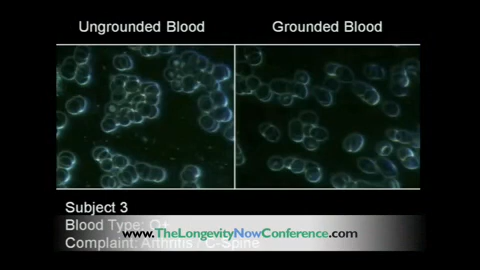 Ungrounded Blood
Grounded Blood
Subject 3
Blood Type: O+
www.TheLongevityNowConference.com
Complaint: Arthritis / C-Spine